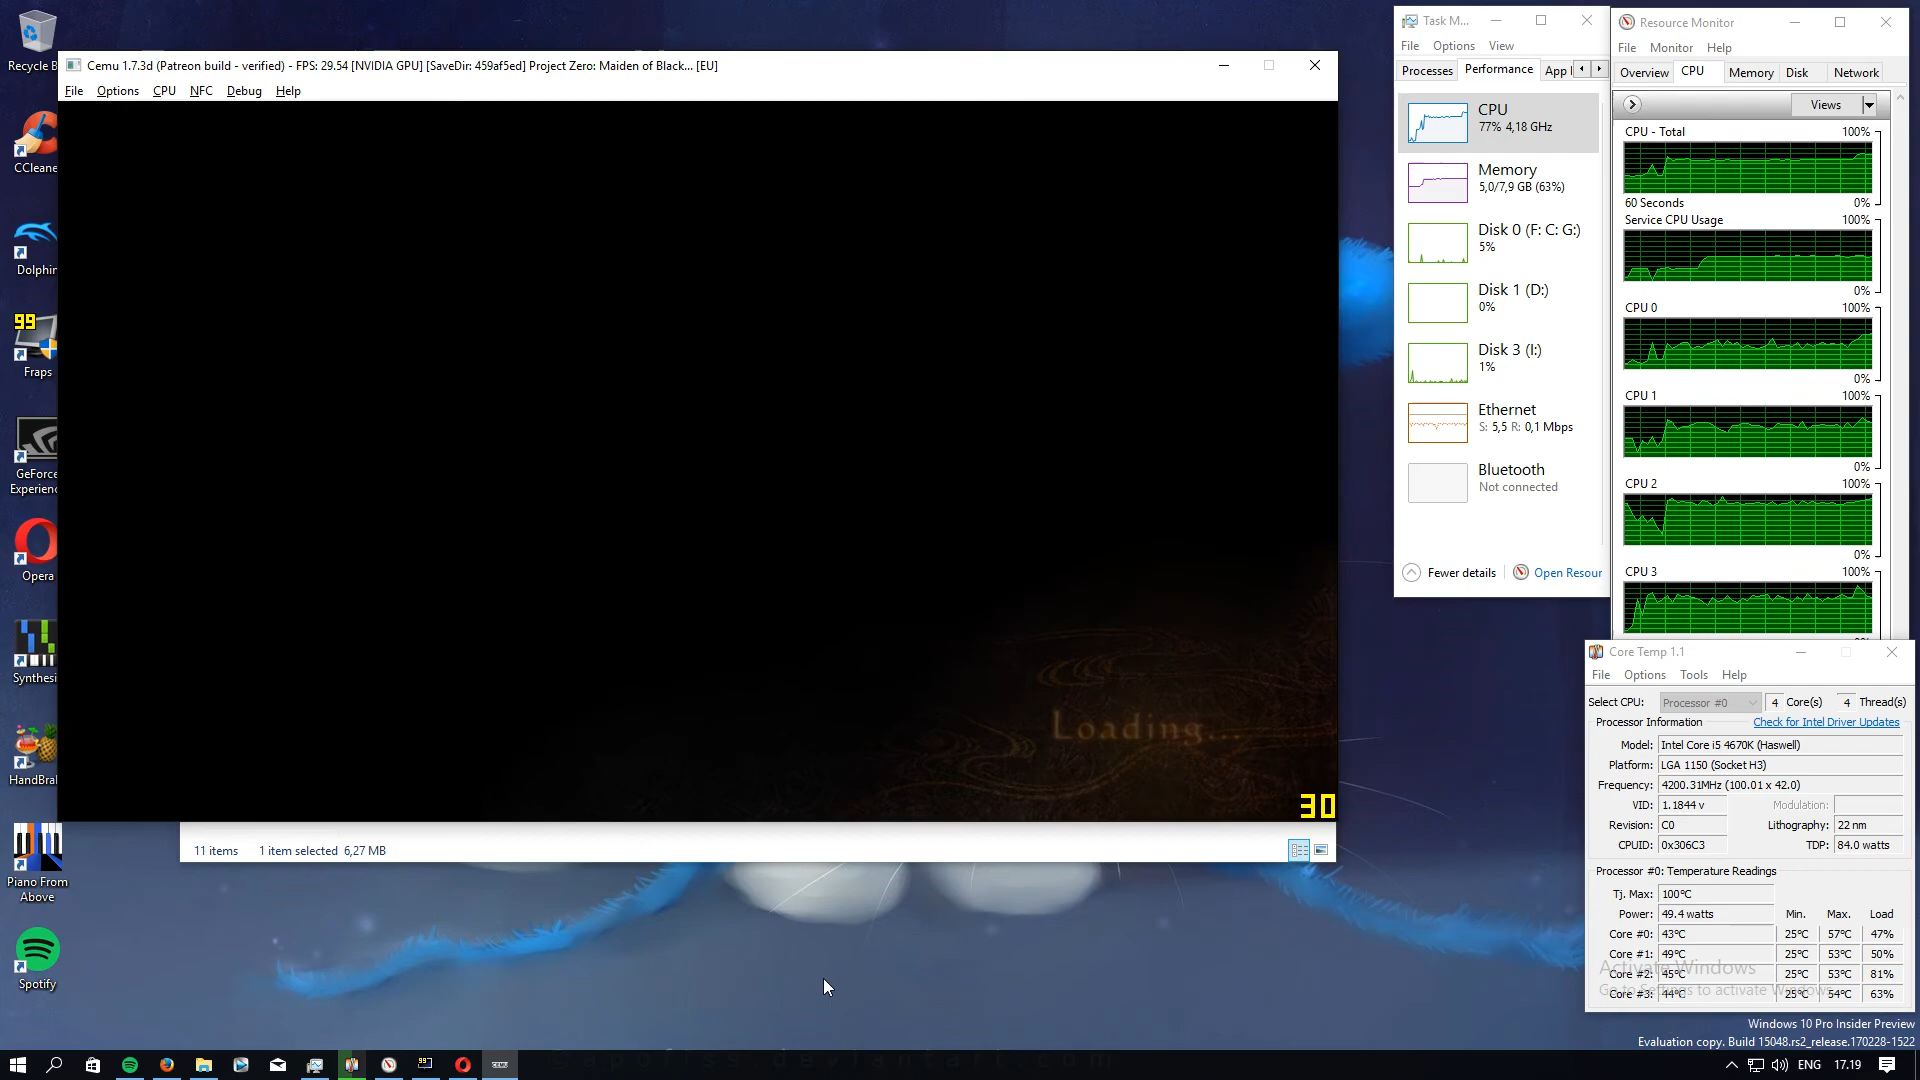 Recycle B
CCleane
Dolphin
99
Fraps
GeForce
Experienc
Opera
Synthesi
HandBral
Piano From
Above
Spotify
Cemu 1.7.3d (Patreon build - verified) - FPS: 29.54 [NVIDIA GPU] [SaveDir: 459af5ed] Project Zero: Maiden of Black... [EU]
File Options CPU NFC Debug Help
Loading...
30
11 items 1 item selected 6,27 MB
Task M...
File Options View
Processes Performance App l
CPU
77% 4,18 GHz
Memory
5,0/7,9 GB (63%)
Disk 0 (F: C: G:)
5%
Disk 1 (D:)
0%
Disk 3 (I:)
1%
Ethernet
S: 5,5 R: 0,1 Mbps
Bluetooth
Not connected
Fewer details Open Resour
Resource Monitor
File Monitor Help
Overview CPU Memory Disk Network
Views
CPU - Total 100%
60 Seconds 0%
Service CPU Usage 100%
0%
CPU 0 100%
0%
CPU 1 100%
0%
CPU 2 100%
0%
CPU 3 100%
Core Temp 1.1
File Options Tools Help
Select CPU: Processor #0 4 Core(s) 4 Thread(s)
Processor Information Check for Intel Driver Updates
Model: Intel Core i5 4670K (Haswell)
Platform: LGA 1150 (Socket H3)
Frequency: 4200.31MHz (100.01 x 42.0)
VID: 1.1844 v Modulation:
Revision: C0 Lithography: 22 nm
CPUID: 0x306C3 TDP: 84.0 watts
Processor #0: Temperature Readings
Tj. Max: 100°C
Power: 49.4 watts Min. Max. Load
Core #0: 43°C 25°C 57°C 47%
Core #1: 49°C 25°C 53°C 50%
Activate Windows
Core #2: 45°C 25°C 53°C 81%
Go to Settings to activate Windows.
Core #3: 44°C 25°C 54°C 63%
Windows 10 Pro Insider Preview
Evaluation copy. Build 15048.rs2_release.170228-1522
99
ENG 17.19